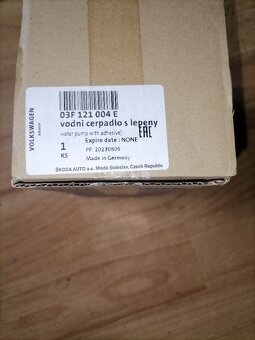 VOLKSWAGEN
GROUP
03F 121 004 E
vodni cerpadlo s lepeny
water pump with adhesive)
EAC
1
KS
Expire date : NONE
PP 20230809
Made in Germany
ŠKODA AUTO a.s. Mladá Boleslav, Czech Republic